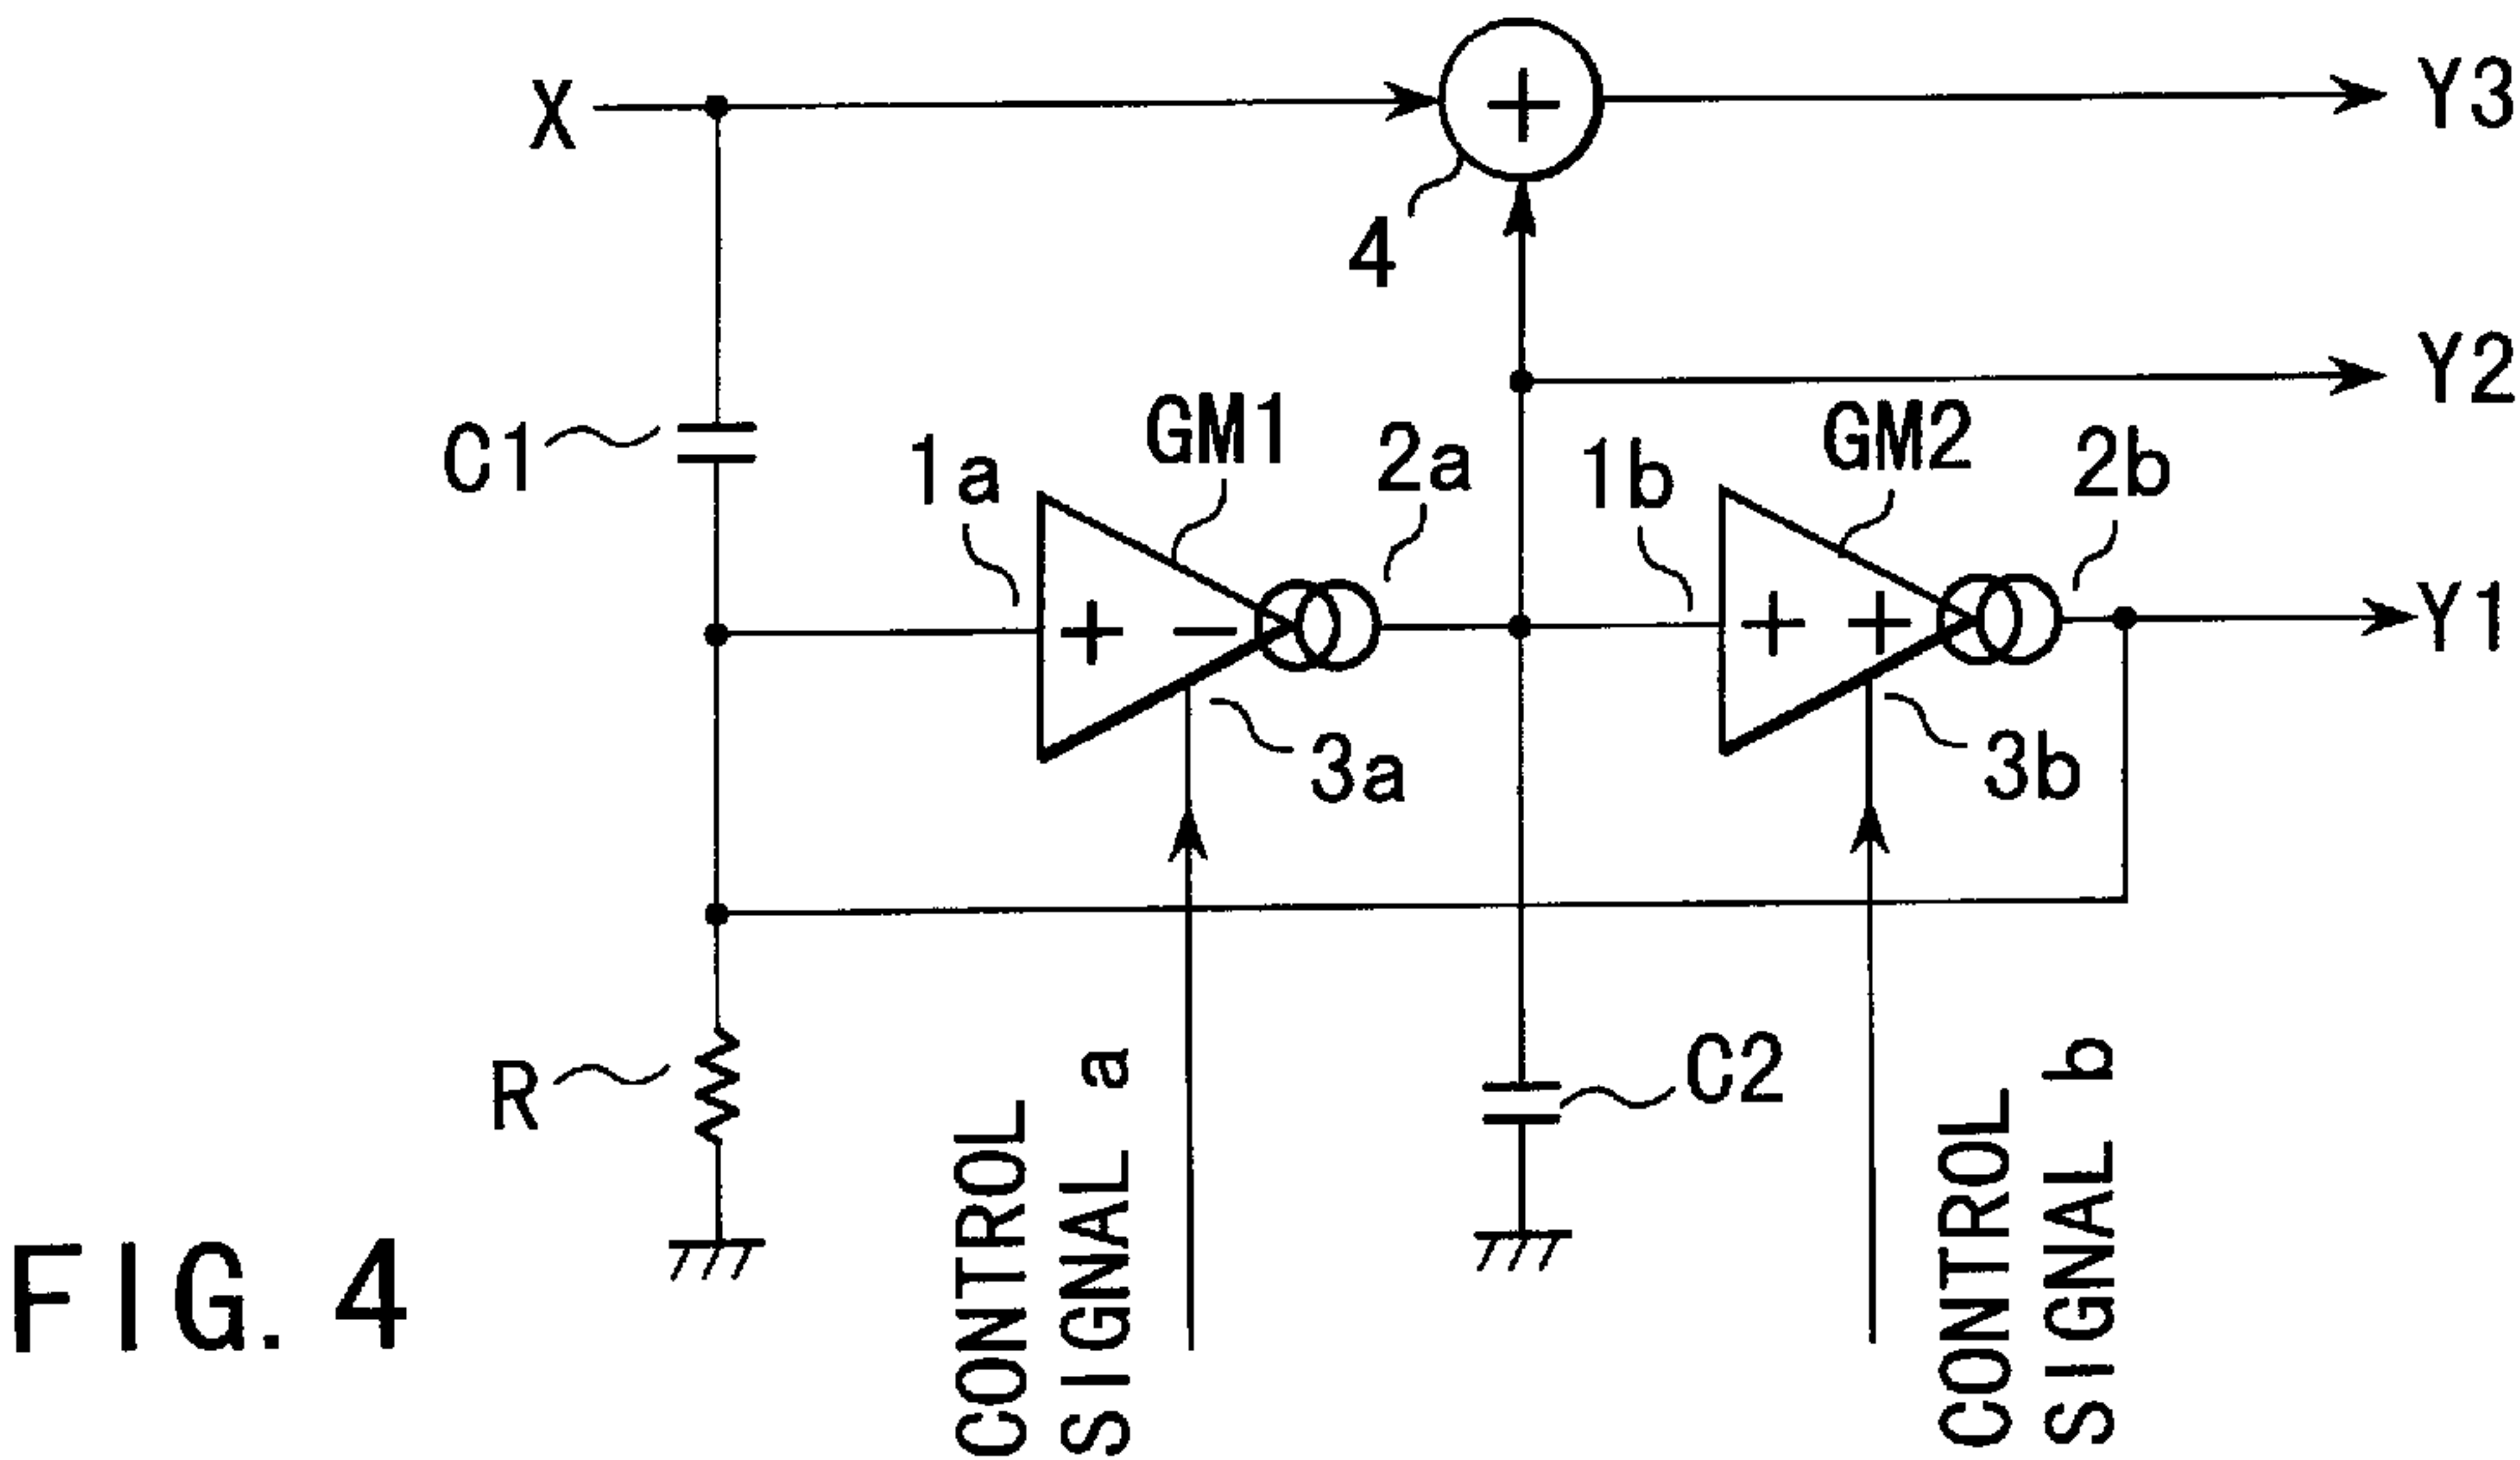 X
+
Y3
4
Y2
C1
1a
GM1
2a
1b
GM2
2b
+ -
+ +
Y1
3a
3b
R
C2
CONTROL
SIGNAL a
CONTROL
SIGNAL b
FIG. 4